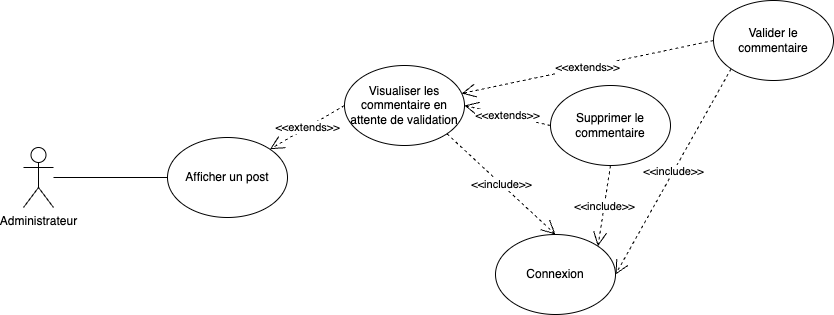 Valider le
commentaire
<<extends>>
Visualiser les
commentaire en
attente de validation
<<extends>>
Supprimer le
commentaire
<<extends>>
Afficher un post
Administrateur
<<include>>
<<include>>
<<include>>
Connexion